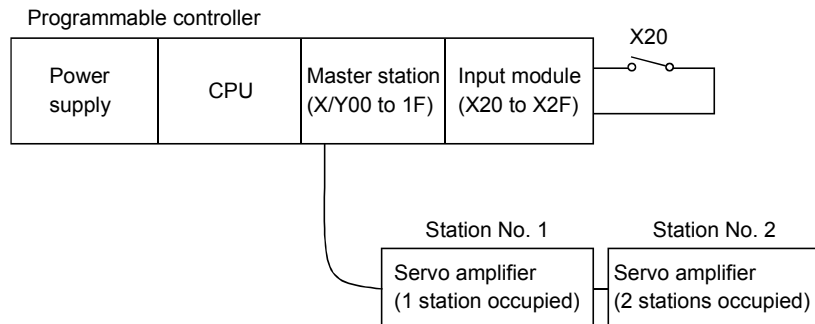 Programmable controller
Power
supply
CPU
Master station
(X/Y00 to 1F)
Input module
(X20 to X2F)
X20
Station No. 1
Servo amplifier
(1 station occupied)
Station No. 2
Servo amplifier
(2 stations occupied)